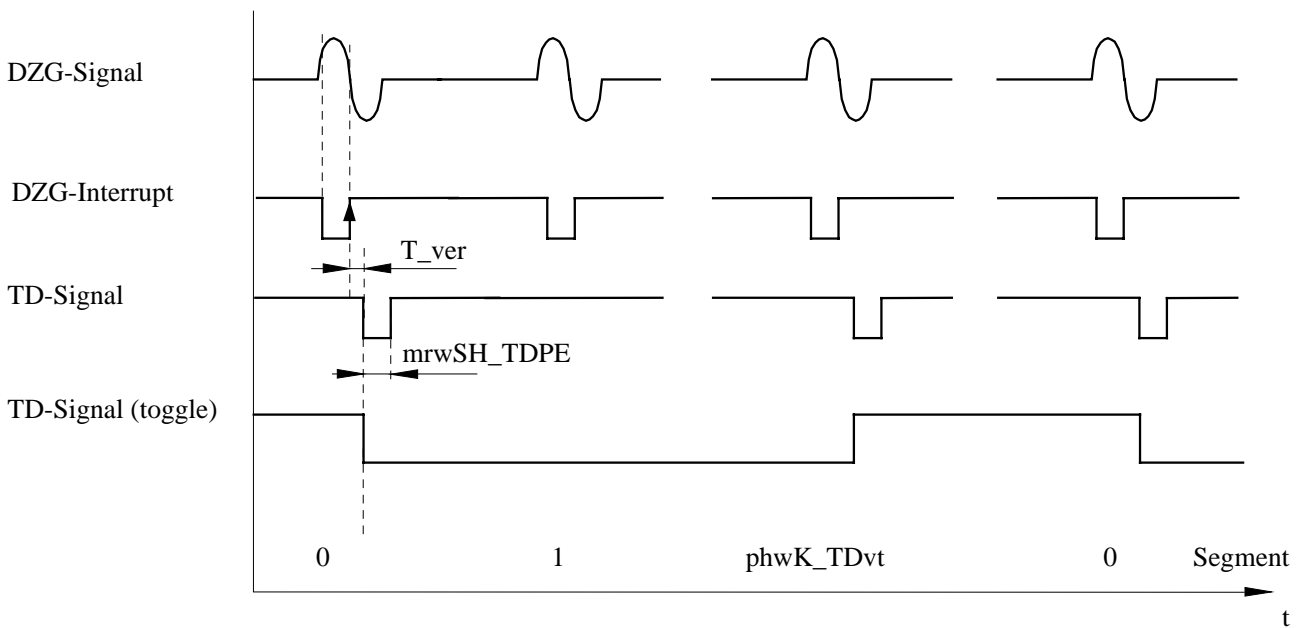 DZG-Signal
DZG-Interrupt
T_ver
TD-Signal
mrwSH_TDPE
TD-Signal (toggle)
0 1 phwK_TDvt 0 Segment
t